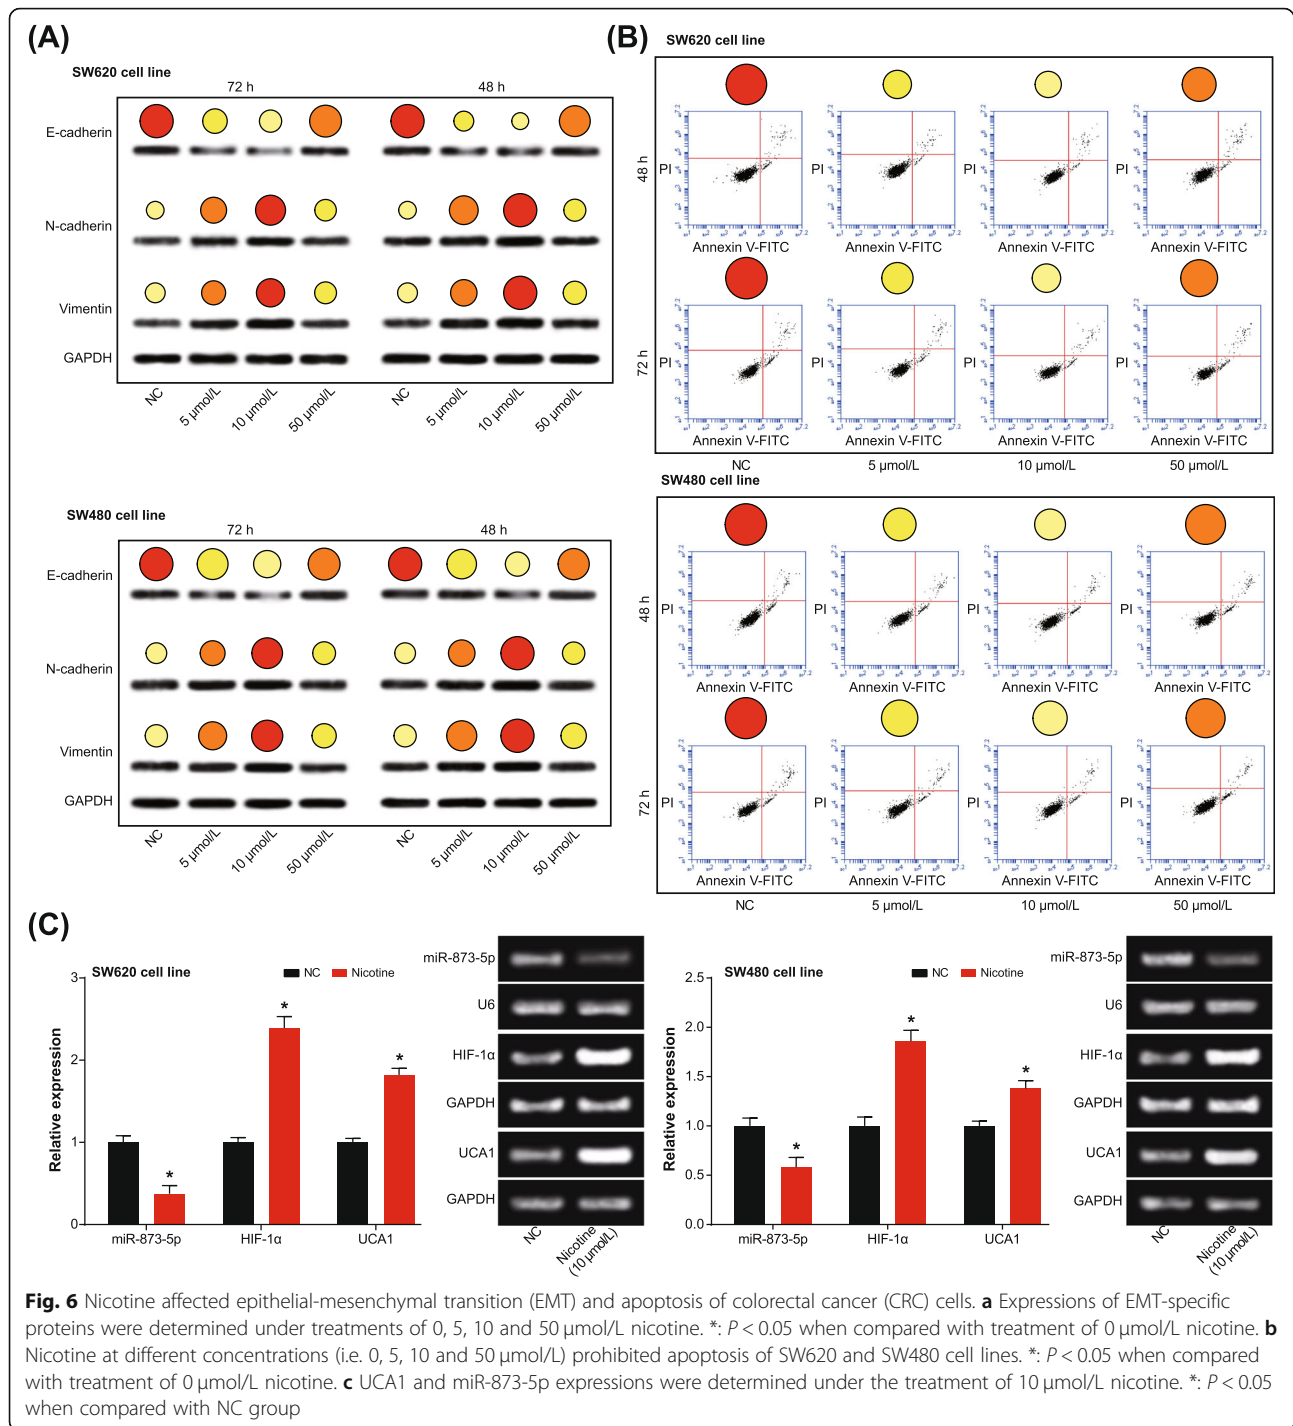 (A)
SW620 cell line
72 h 48 h
E-cadherin
N-cadherin
Vimentin
GAPDH
NC 5 µmol/L 10 µmol/L 50 µmol/L NC 5 µmol/L 10 µmol/L 50 µmol/L
SW480 cell line
72 h 48 h
E-cadherin
N-cadherin
Vimentin
GAPDH
NC 5 µmol/L 10 µmol/L 50 µmol/L NC 5 µmol/L 10 µmol/L 50 µmol/L
(B)
SW620 cell line
48 h
PI PI PI PI
Annexin V-FITC Annexin V-FITC Annexin V-FITC Annexin V-FITC
72 h
PI PI PI PI
Annexin V-FITC Annexin V-FITC Annexin V-FITC Annexin V-FITC
NC 5 µmol/L 10 µmol/L 50 µmol/L
SW480 cell line
48 h
PI PI PI PI
Annexin V-FITC Annexin V-FITC Annexin V-FITC Annexin V-FITC
72 h
PI PI PI PI
Annexin V-FITC Annexin V-FITC Annexin V-FITC Annexin V-FITC
NC 5 µmol/L 10 µmol/L 50 µmol/L
(C)
SW620 cell line
NC Nicotine
Relative expression
3
2
1
0
* * *
miR-873-5p HIF-1α UCA1
miR-873-5p
U6
HIF-1α
GAPDH
UCA1
GAPDH
NC Nicotine
(10 µmol/L)
SW480 cell line
NC Nicotine
Relative expression
2.5
2.0
1.5
1.0
0.5
0.0
* * *
miR-873-5p HIF-1α UCA1
miR-873-5p
U6
HIF-1α
GAPDH
UCA1
GAPDH
NC Nicotine
(10 µmol/L)
Fig. 6 Nicotine affected epithelial-mesenchymal transition (EMT) and apoptosis of colorectal cancer (CRC) cells. a Expressions of EMT-specific
proteins were determined under treatments of 0, 5, 10 and 50 µmol/L nicotine. *: P < 0.05 when compared with treatment of 0 µmol/L nicotine. b
Nicotine at different concentrations (i.e. 0, 5, 10 and 50 µmol/L) prohibited apoptosis of SW620 and SW480 cell lines. *: P < 0.05 when compared
with treatment of 0 µmol/L nicotine. c UCA1 and miR-873-5p expressions were determined under the treatment of 10 µmol/L nicotine. *: P < 0.05
when compared with NC group